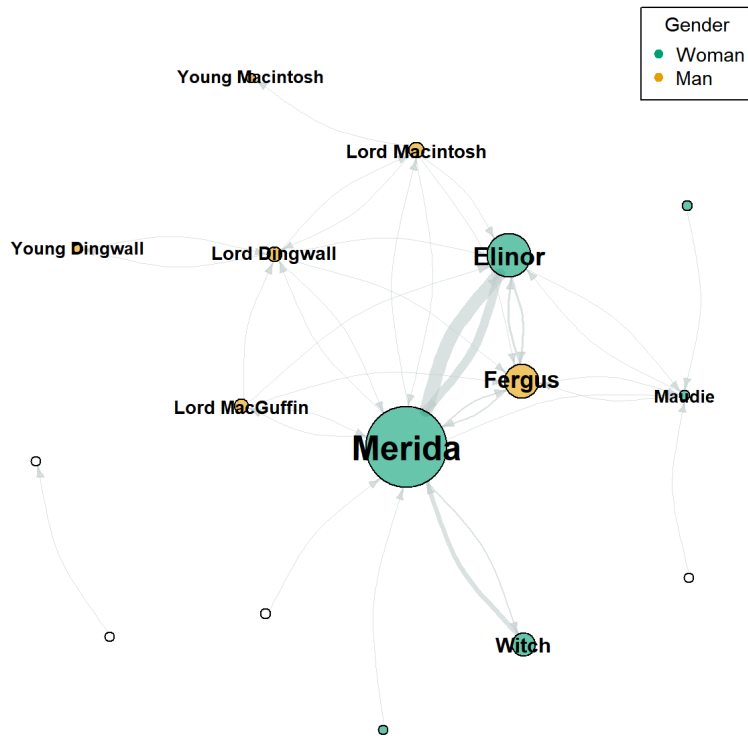 Gender
Woman
Man
Young Macintosh
Lord Macintosh
Young Dingwall
Lord Dingwall
Elinor
Fergus
Maudie
Lord MacGuffin
Merida
Witch